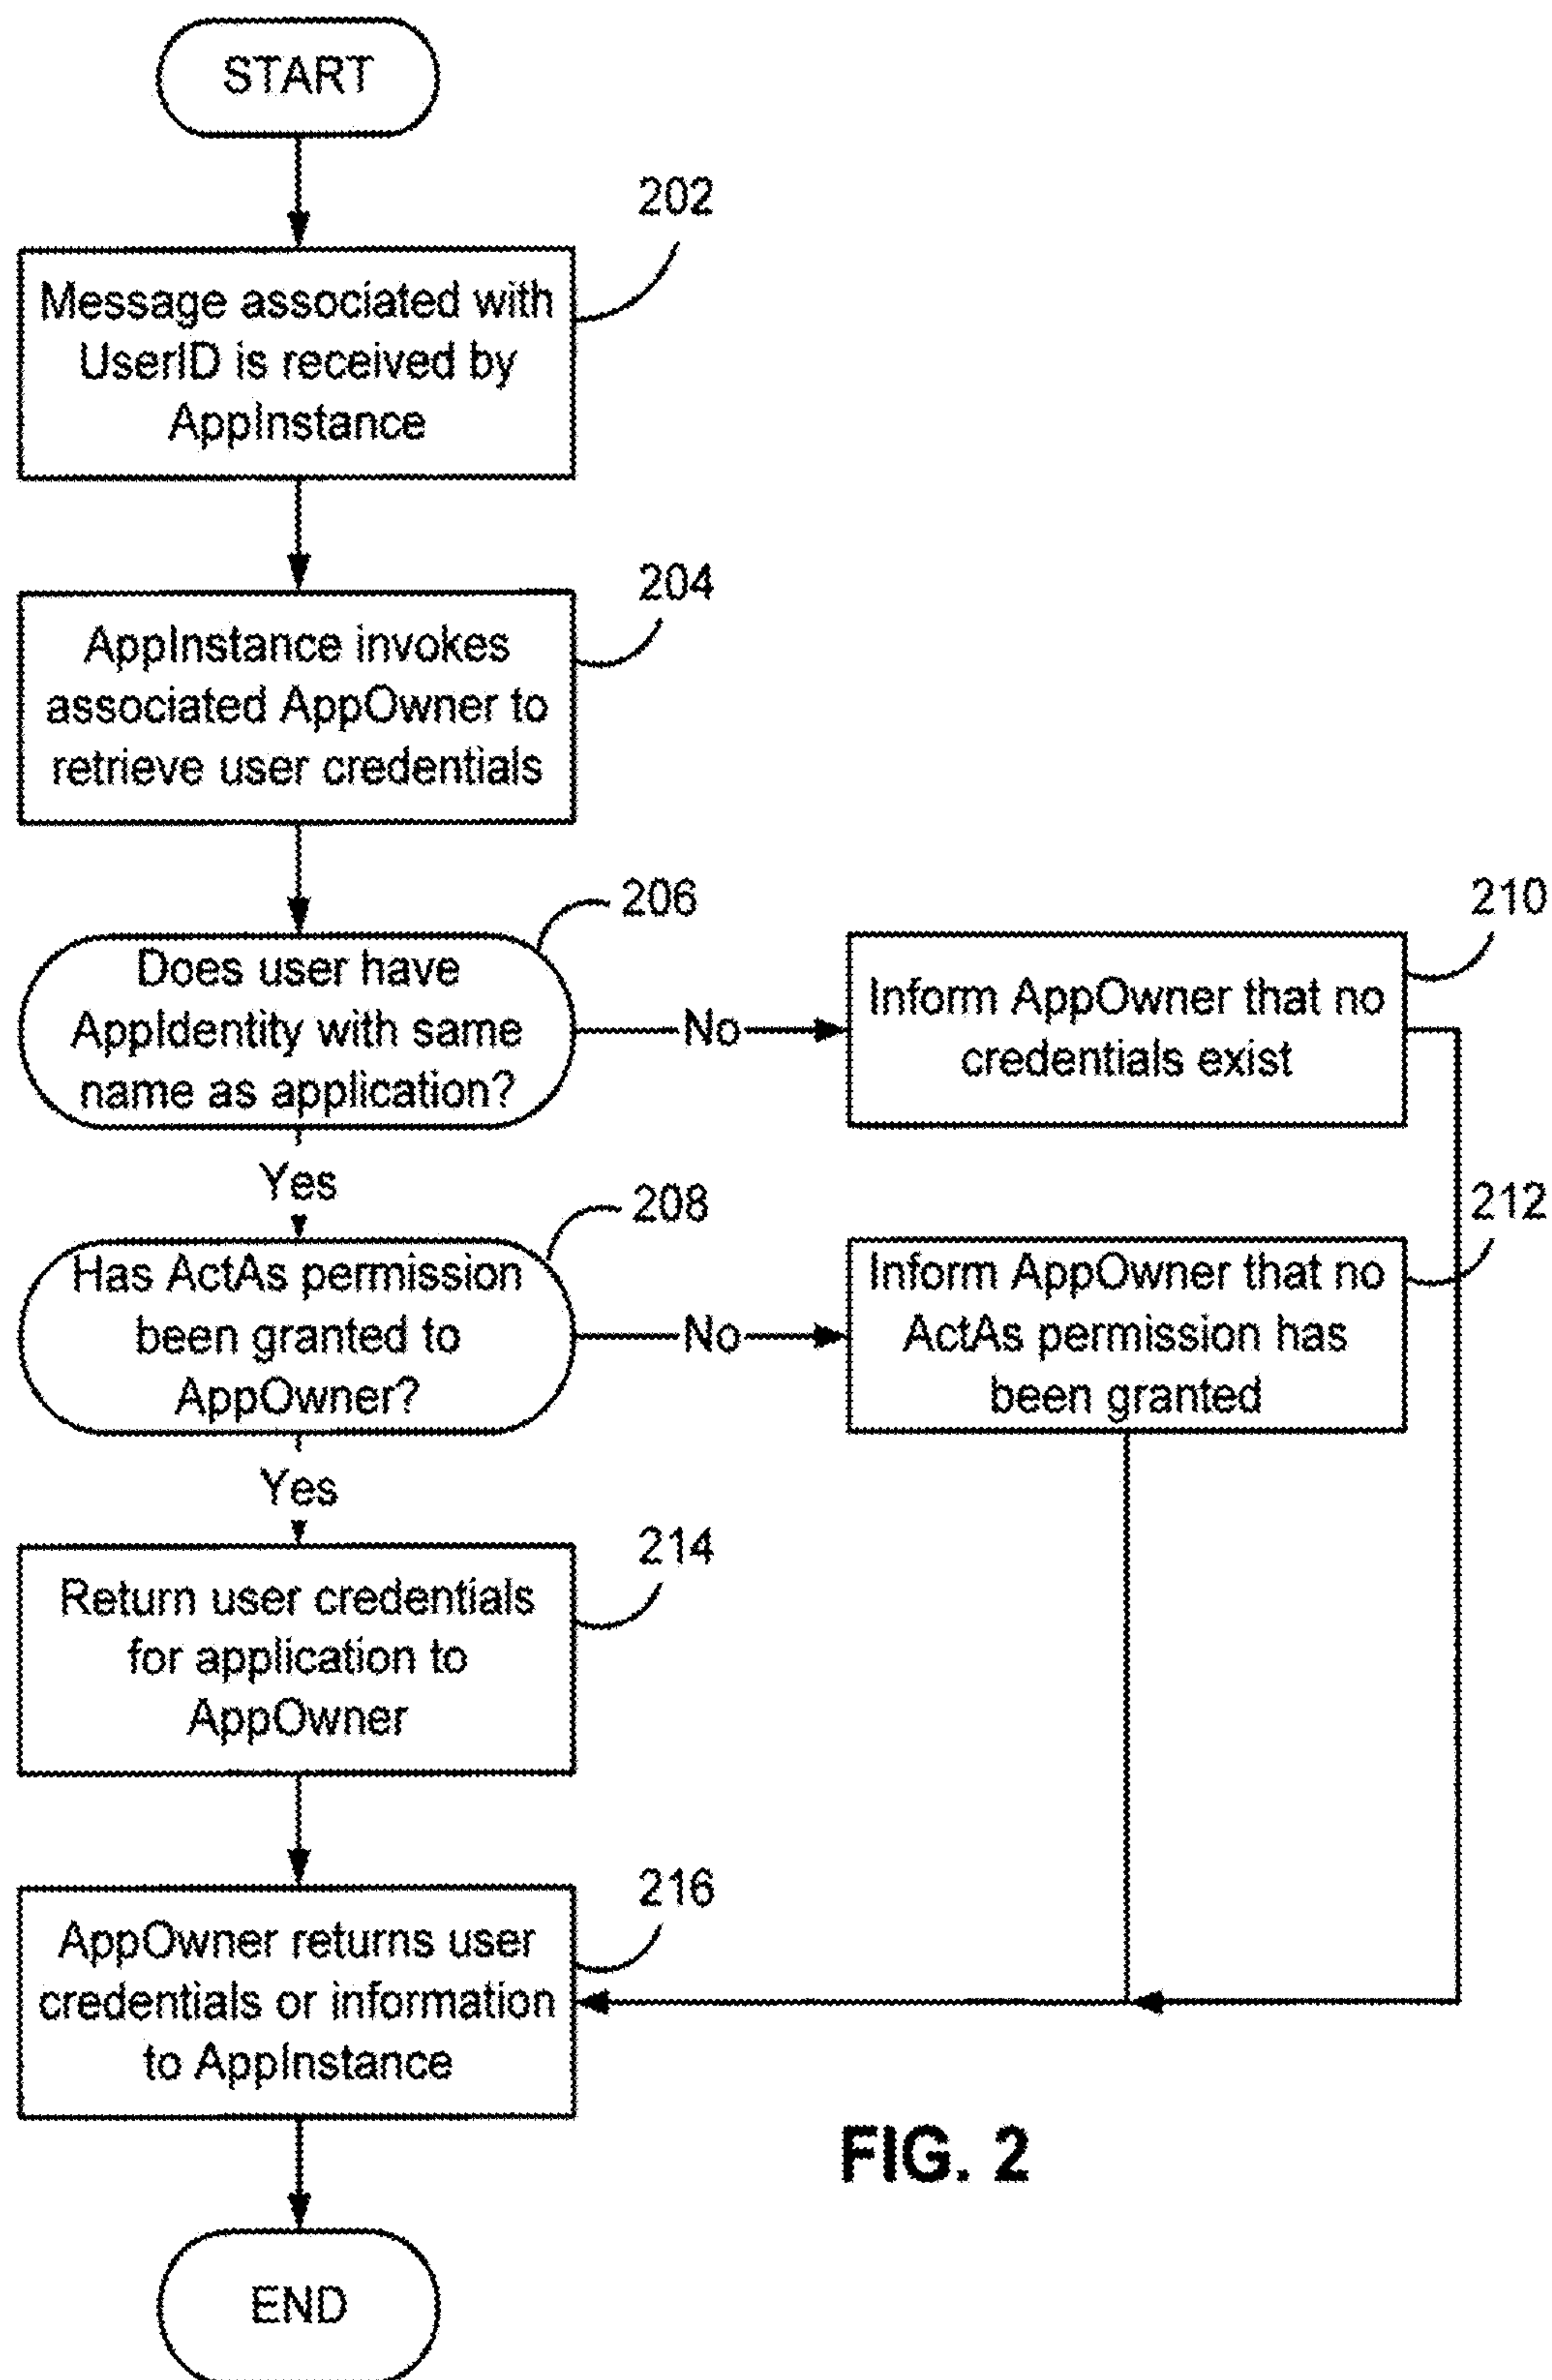 START
202
Message associated with
UserID is received by
AppInstance
204
AppInstance invokes
associated AppOwner to
retrieve user credentials
206
Does user have
AppIdentity with same
name as application?
No
210
Inform AppOwner that no
credentials exist
Yes
208
Has ActAs permission
been granted to
AppOwner?
No
212
Inform AppOwner that no
ActAs permission has
been granted
Yes
214
Return user credentials
for application to
AppOwner
216
AppOwner returns user
credentials or information
to AppInstance
FIG. 2
END